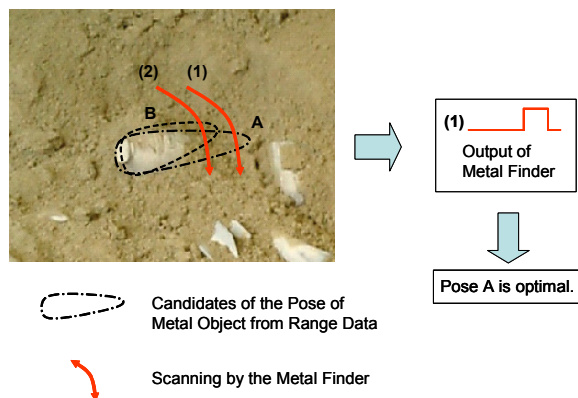 (2) (1)
B
A
(1)
Output of
Metal Finder
Pose A is optimal.
Candidates of the Pose of
Metal Object from Range Data
Scanning by the Metal Finder